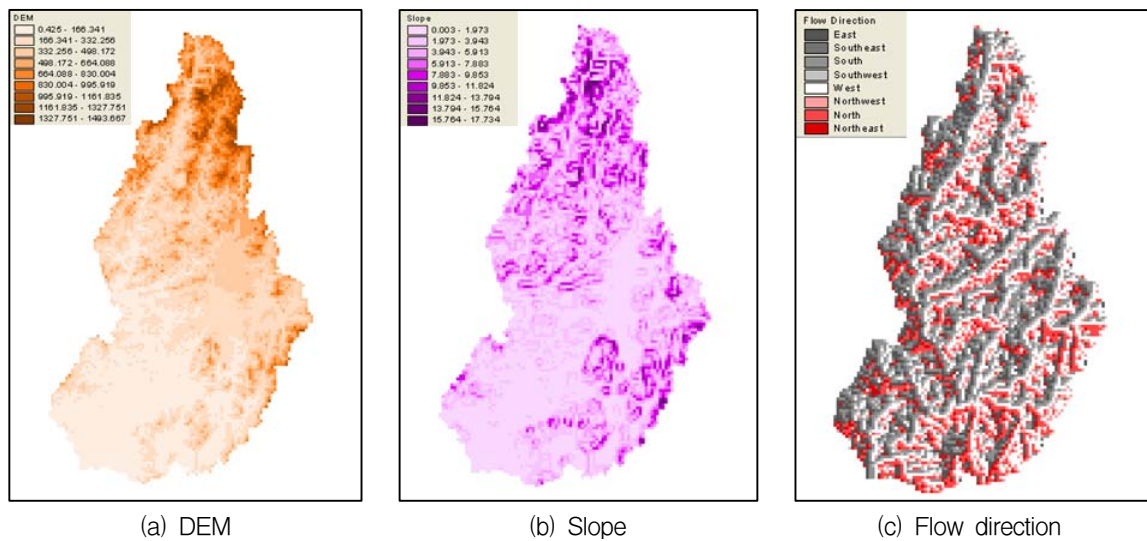 DEM
0.425 - 166.341
166.341 - 332.256
332.256 - 498.172
498.172 - 664.088
664.088 - 830.004
830.004 - 995.919
995.919 - 1161.835
1161.835 - 1327.751
1327.751 - 1493.667
Slope
0.003 - 1.973
1.973 - 3.943
3.943 - 5.913
5.913 - 7.883
7.883 - 9.853
9.853 - 11.824
11.824 - 13.794
13.794 - 15.764
15.764 - 17.734
Flow Direction
East
Southeast
South
Southwest
West
Northwest
North
Northeast
(a) DEM
(b) Slope
(c) Flow direction